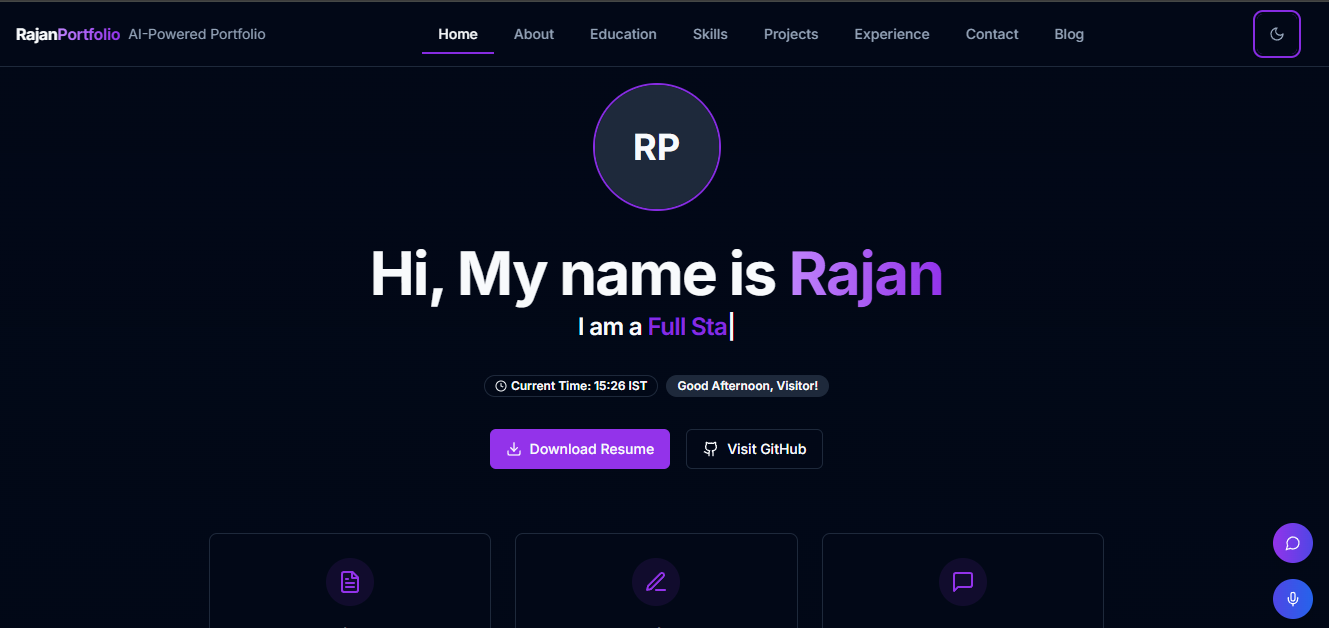 RajanPortfolio AI-Powered Portfolio Home About Education Skills Projects Experience Contact Blog
RP
Hi, My name is Rajan
I am a Full Sta
Current Time: 15:26 IST Good Afternoon, Visitor!
Download Resume Visit GitHub